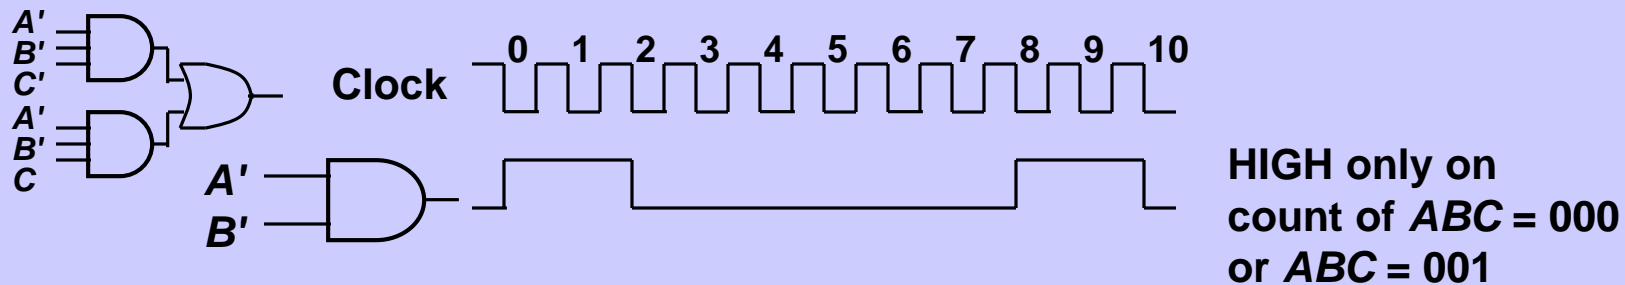 A'
B'
C'
A'
B'
C
Clock
0 1 2 3 4 5 6 7 8 9 10
A'
B'
HIGH only on
count of ABC = 000
or ABC = 001